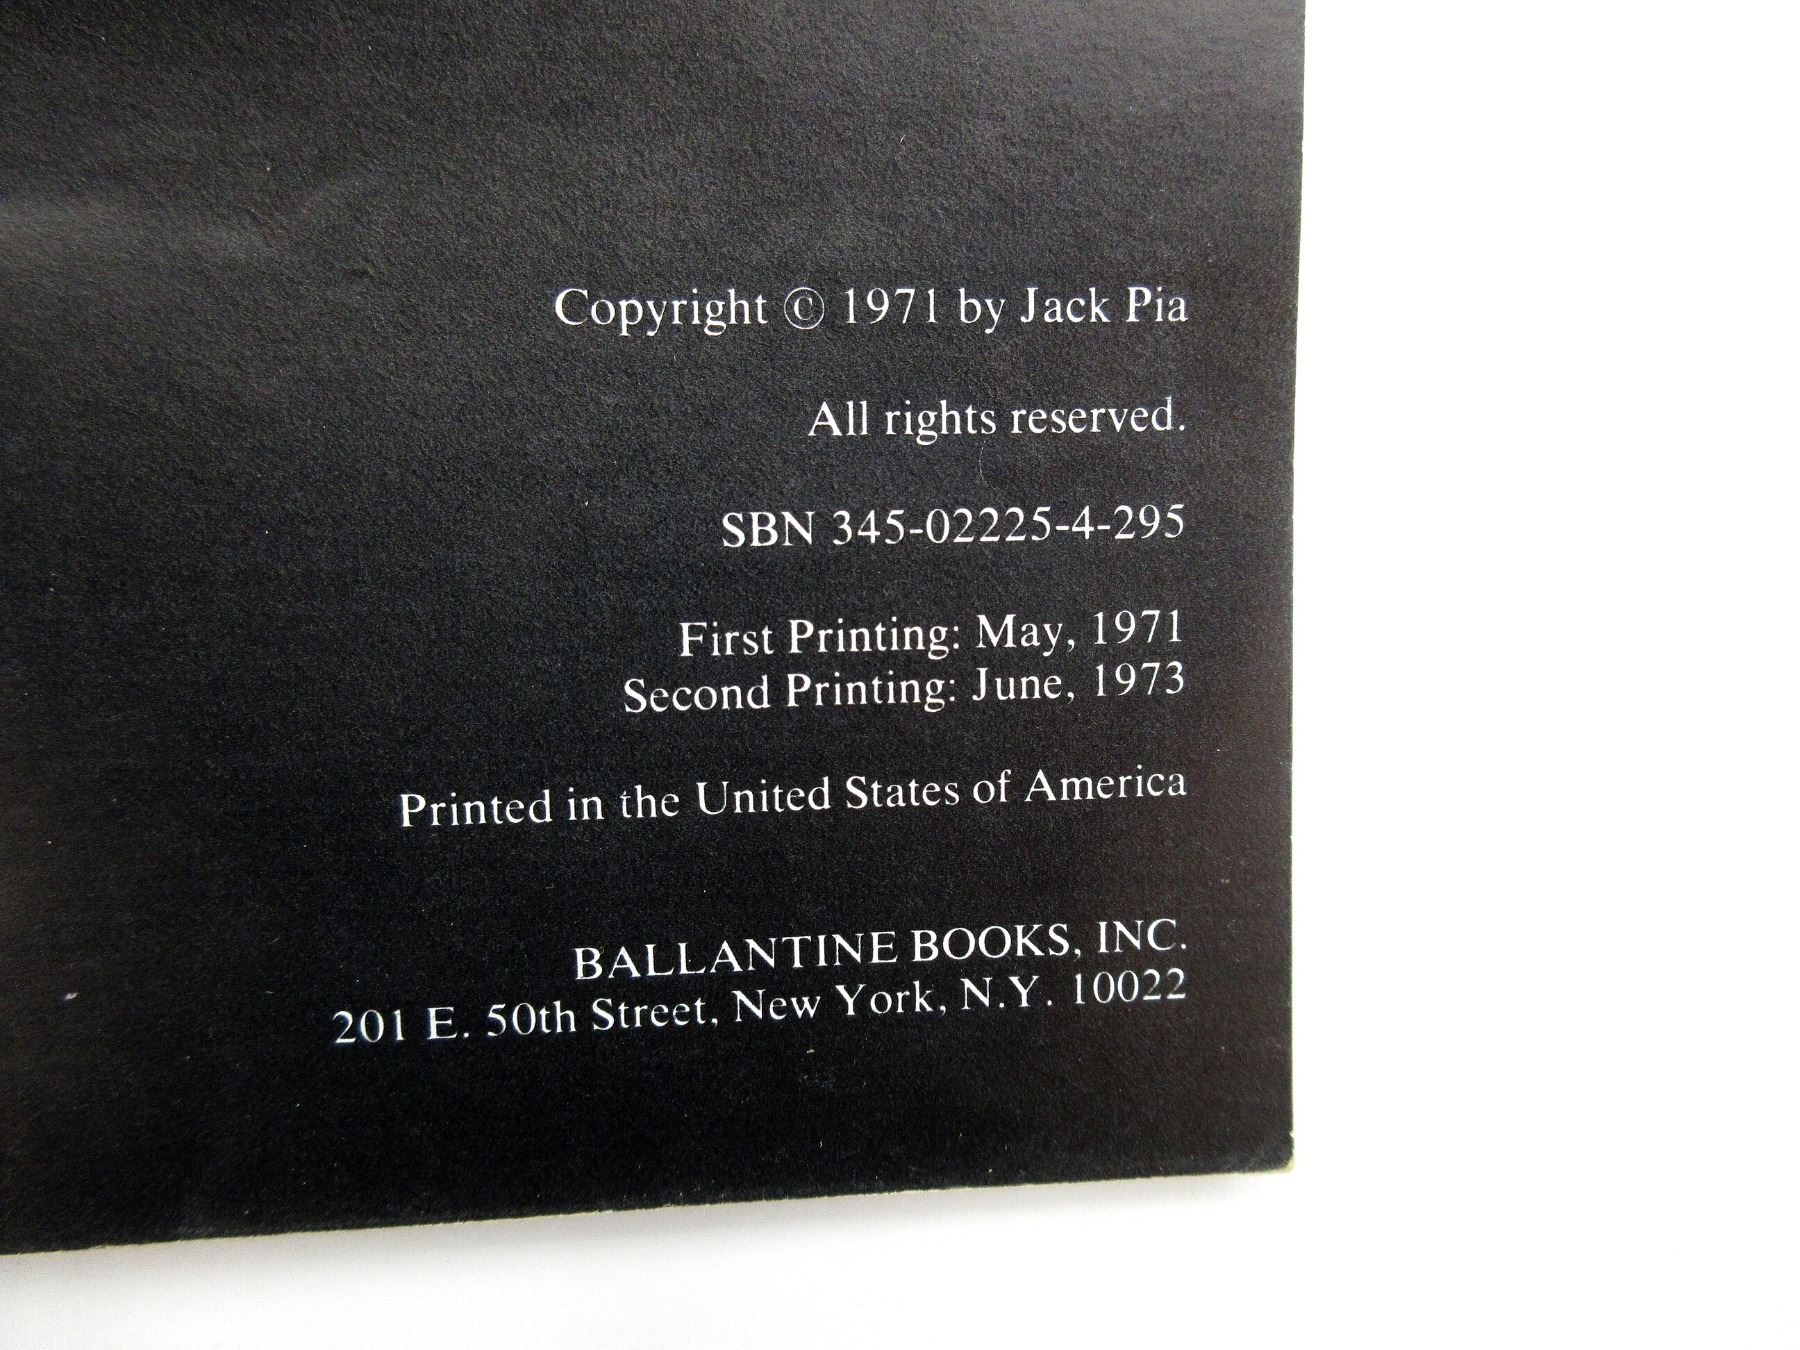 Copyright © 1971 by Jack Pia
All rights reserved.
SBN 345-02225-4-295
First Printing: May, 1971
Second Printing: June, 1973
Printed in the United States of America
BALLANTINE BOOKS, INC.
201 E. 50th Street, New York, N.Y. 10022